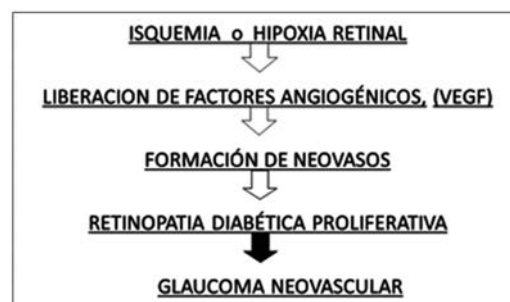 ISQUEMIA o HIPOXIA RETINAL
LIBERACION DE FACTORES ANGIOGÉNICOS, (VEGF)
FORMACIÓN DE NEOVASOS
RETINOPATIA DIABÉTICA PROLIFERATIVA
GLAUCOMA NEOVASCULAR